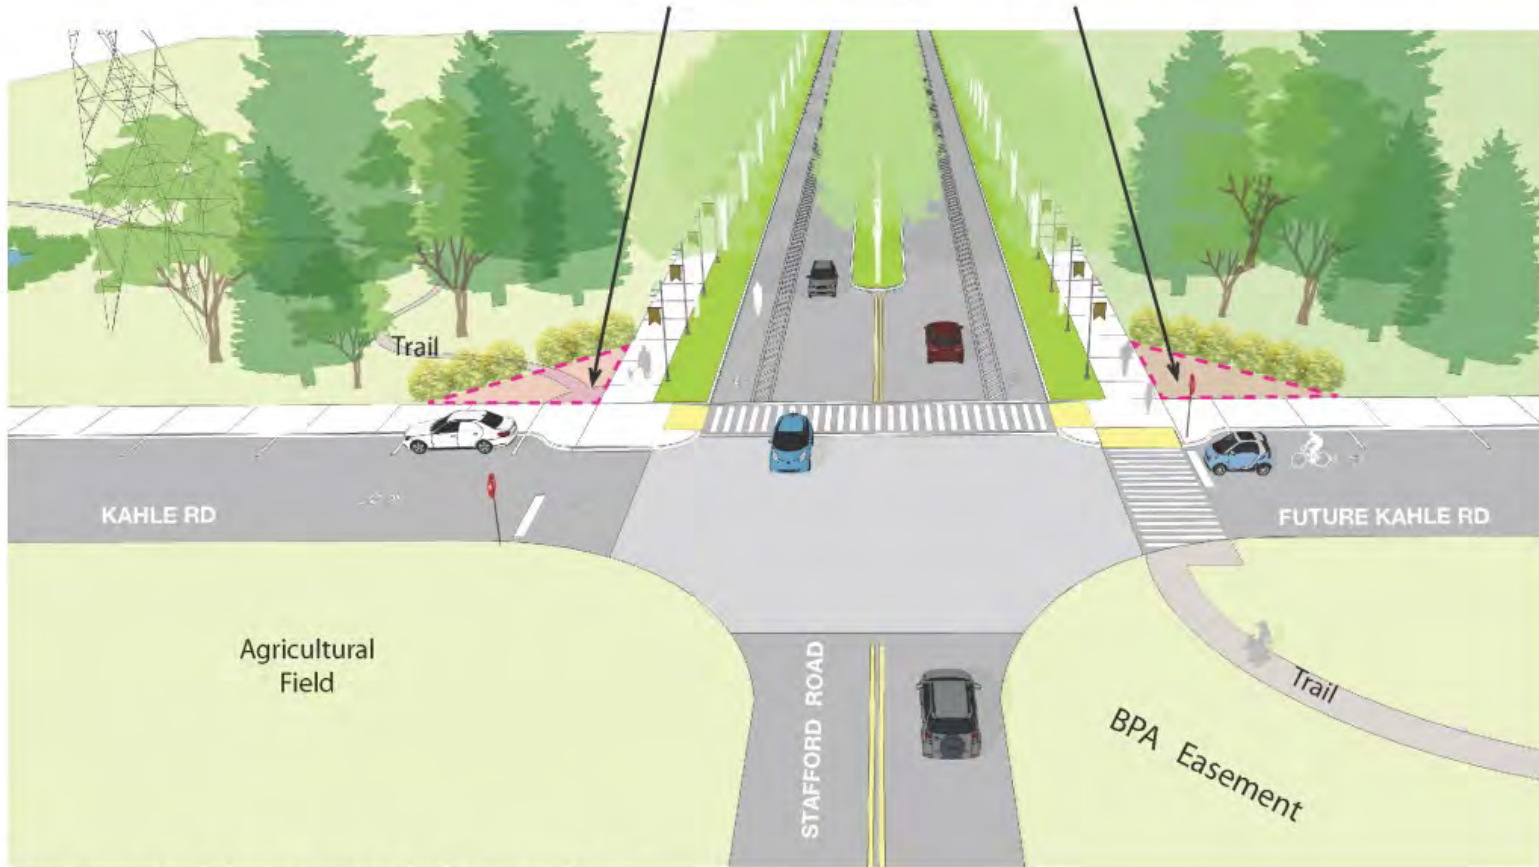 Trail
KAHLE RD
FUTURE KAHLE RD
Agricultural
Field
STAFFORD ROAD
Trail
BPA Easement